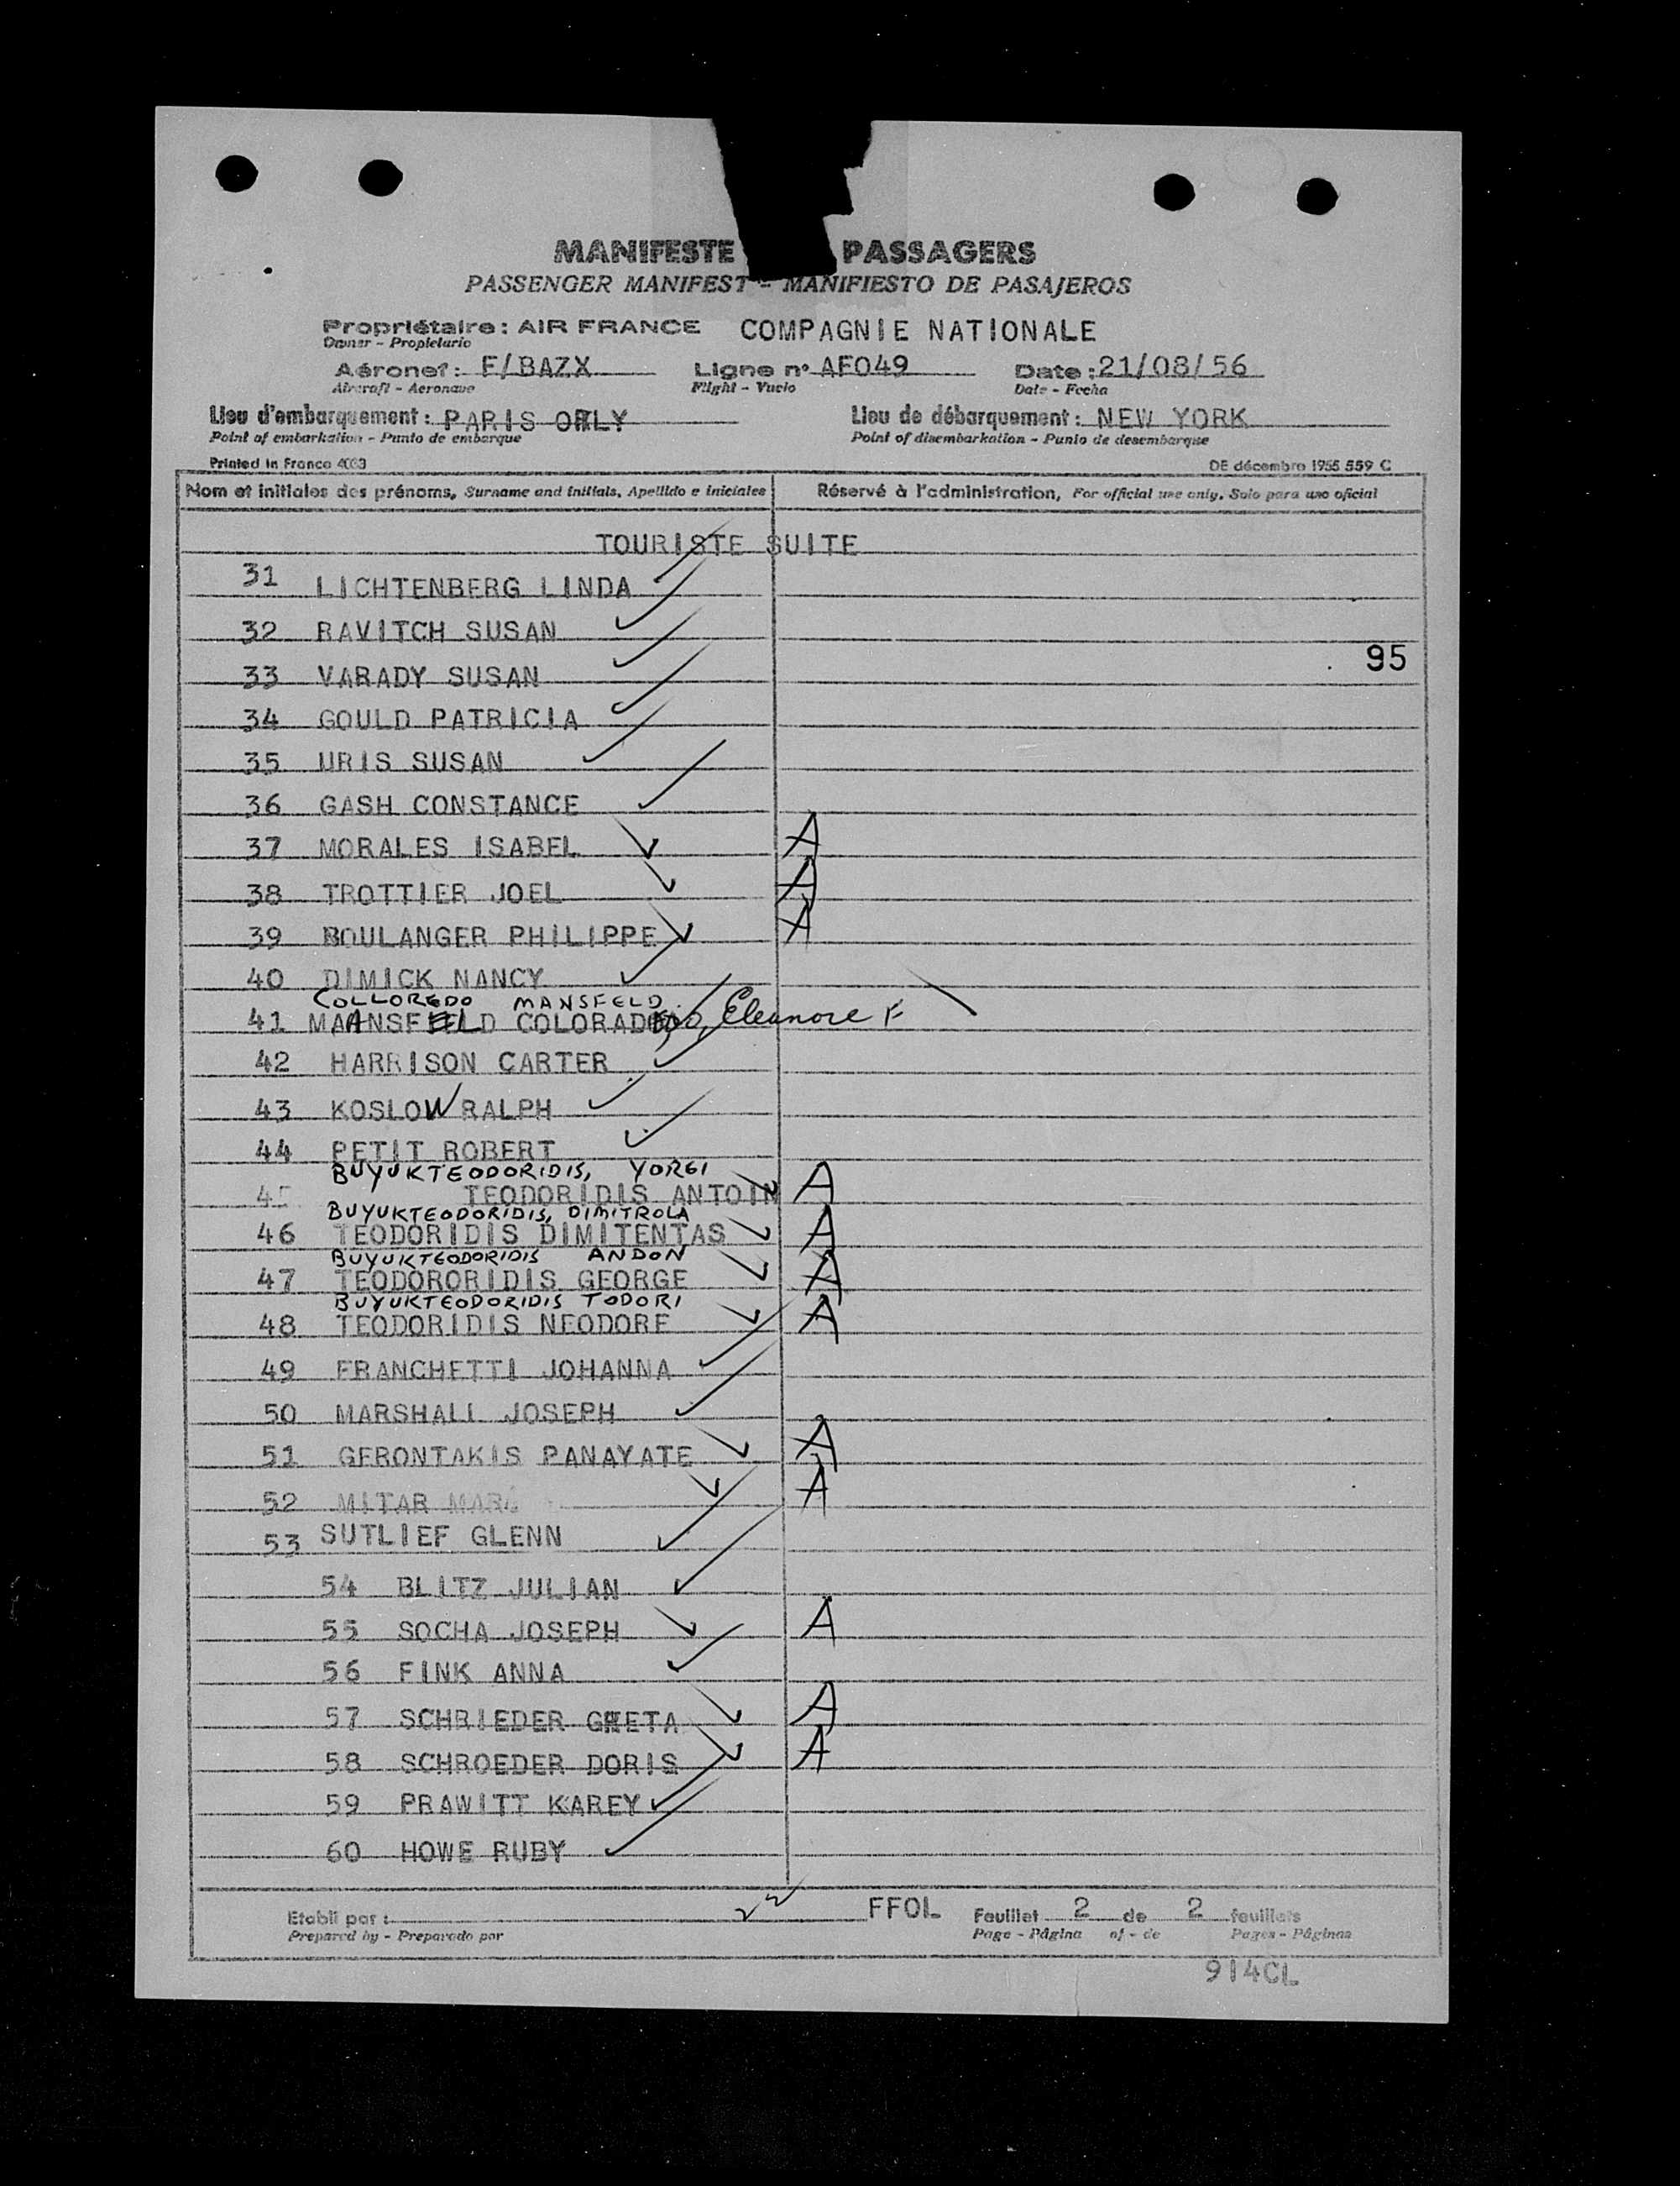 MANIFESTE PASSAGERS
PASSENGER MANIFEST - MANIFIESTO DE PASAJEROS
Propriétaire : AIR FRANCE COMPAGNIE NATIONALE
Owner - Propietario
Aéronef : F/BAZX Ligne n° AF049 Date : 21/08/56
Aircraft - Aeronave Flight - Vuelo Date - Fecha
Lieu d'embarquement : PARIS ORLY Lieu de débarquement : NEW YORK
Point of embarkation - Punto de embarque Point of disembarkation - Punto de desembarque
Printed in France 4033 DE décembre 1955 559 C
Nom et initiales des prénoms, Surname and initials, Apellido e iniciales Réservé à l'administration, For official use only, Solo para uso oficial
TOURISTE SUITE
31 LICHTENBERG LINDA
32 RAVITCH SUSAN
95
33 VARADY SUSAN
34 GOULD PATRICIA
35 URIS SUSAN
36 GASH CONSTANCE
37 MORALES ISABEL A
38 TROTTIER JOEL A
39 BOULANGER PHILIPPE A
40 DIMICK NANCY
COLLOREDO MANSFELD
41 MANSFELD COLORADO, Eleanore F
42 HARRISON CARTER
43 KOSLOW RALPH
44 PETIT ROBERT
BUYUKTEODORIDIS, YORGI
45 TEODORIDIS ANTOIN A
BUYUKTEODORIDIS, DIMITROLA
46 TEODORIDIS DIMITENTAS A
BUYUKTEODORIDIS ANDON
47 TEODORORIDIS GEORGE A
BUYUKTEODORIDIS TODORI
48 TEODORIDIS NEODORE A
49 FRANCHETTI JOHANNA
50 MARSHALL JOSEPH
51 GERONTAKIS PANAYATE A
52 MITAR A
53 SUTLIEF GLENN
54 BLITZ JULIAN
55 SOCHA JOSEPH A
56 FINK ANNA
57 SCHRIEDER GRETA A
58 SCHROEDER DORIS A
59 PRAWITT KAREY
60 HOWE RUBY
22 FFOL
Etabli par : Feuillet 2 de 2 feuillets
Prepared by - Preparado por Page - Página of - de Pages - Páginas
914CL